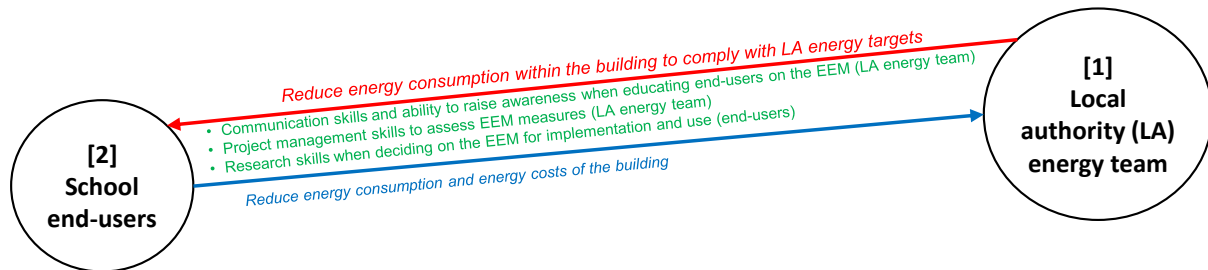 Reduce energy consumption within the building to comply with LA energy targets
• Communication skills and ability to raise awareness when educating end-users on the EEM (LA energy team)
• Project management skills to assess EEM measures (LA energy team)
• Research skills when deciding on the EEM for implementation and use (end-users)
Reduce energy consumption and energy costs of the building
[2]
School
end-users
[1]
Local
authority (LA)
energy team